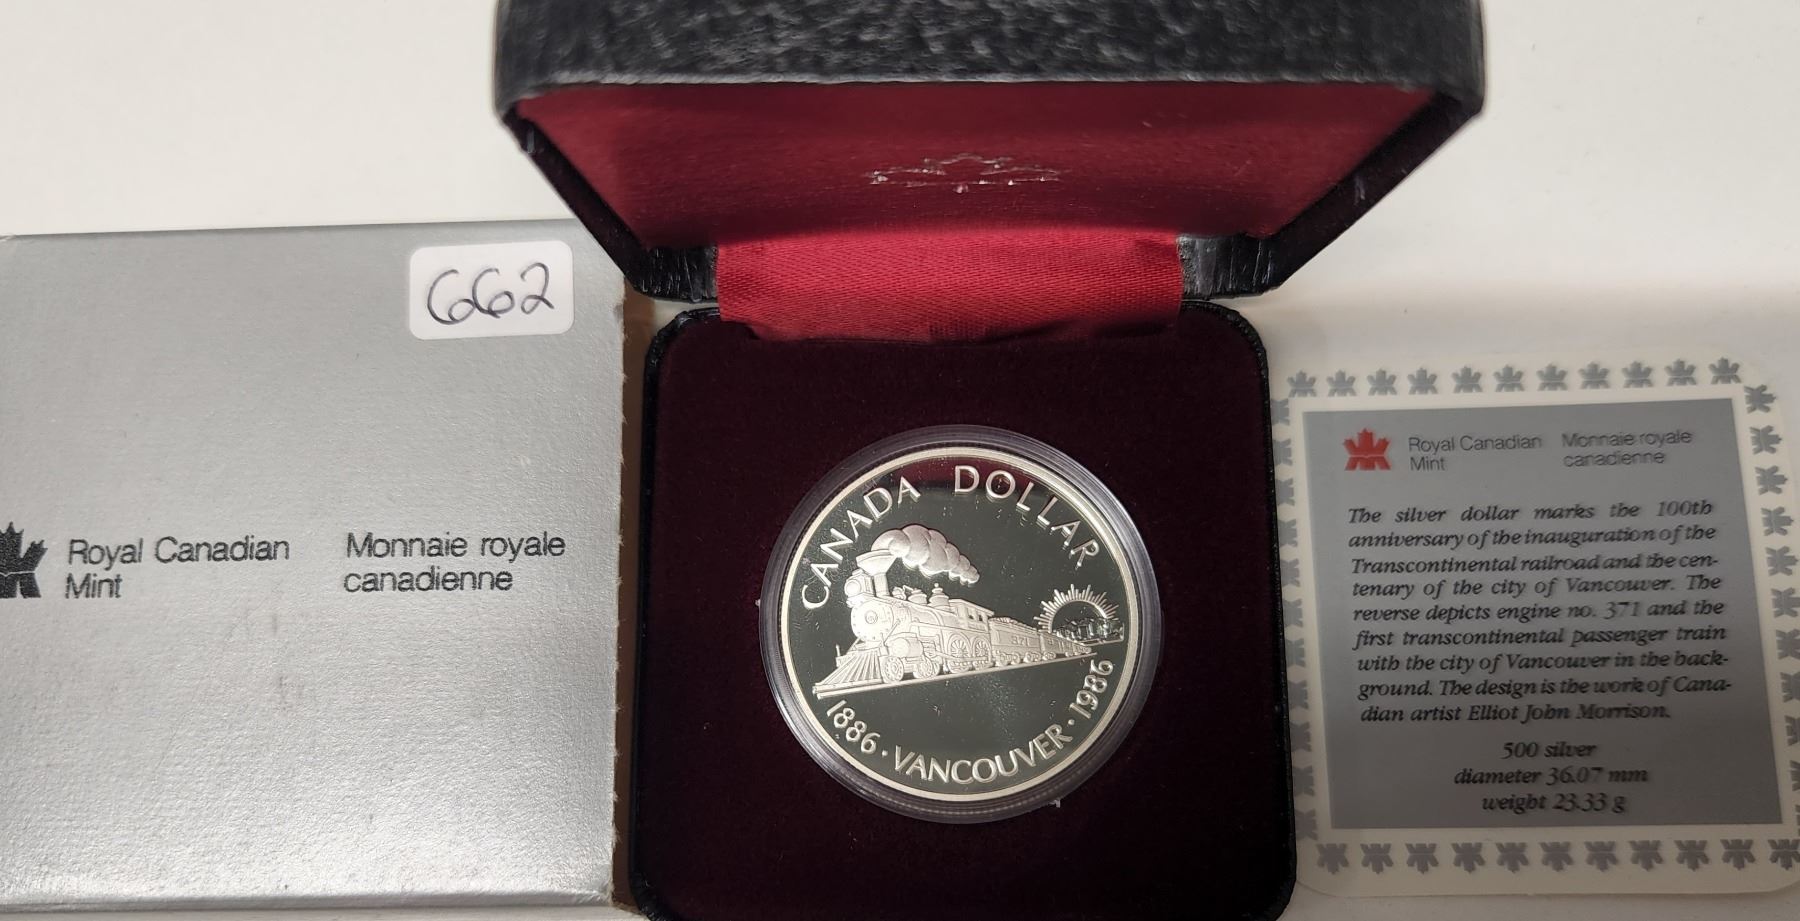 662
Royal Canadian Monnaie royale
Mint canadienne
CANADA DOLLAR
371
1886 · VANCOUVER · 1986
Royal Canadian Monnaie royale
Mint canadienne
The silver dollar marks the 100th
anniversary of the inauguration of the
Transcontinental railroad and the cen-
tenary of the city of Vancouver. The
reverse depicts engine no. 371 and the
first transcontinental passenger train
with the city of Vancouver in the back-
ground. The design is the work of Cana-
dian artist Elliot John Morrison.
500 silver
diameter 36.07 mm
weight 23.33 g